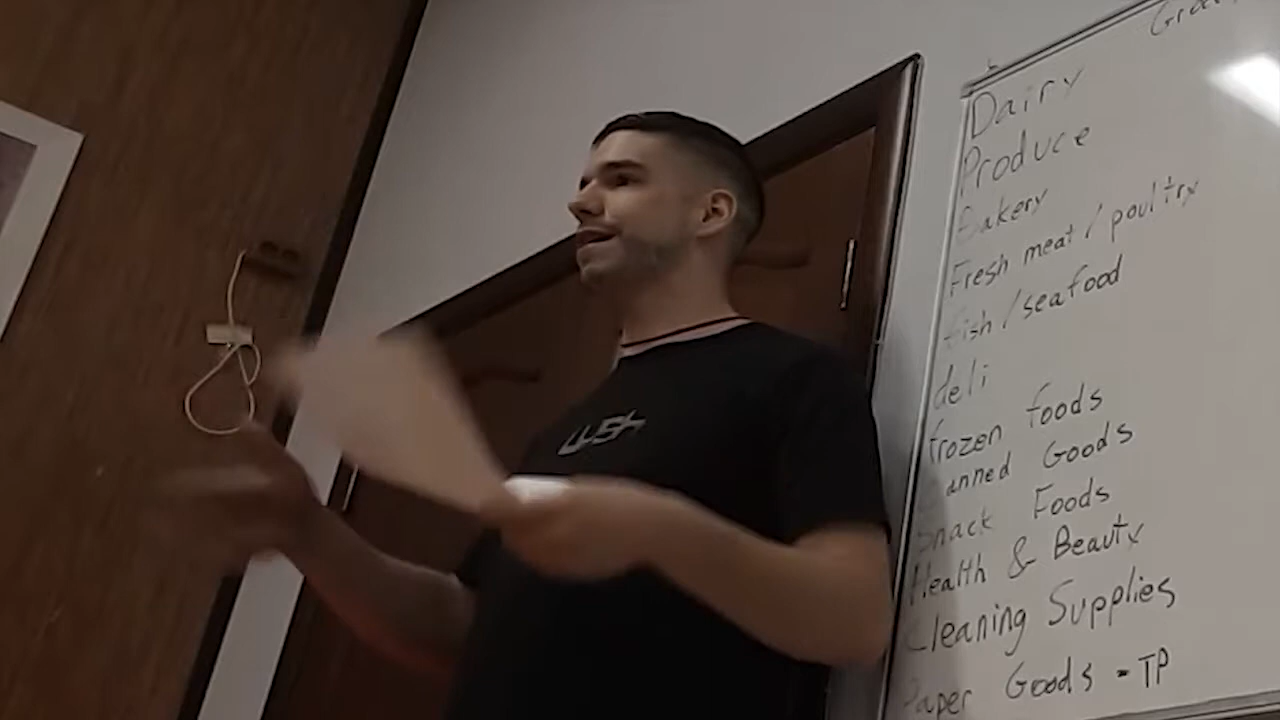 Dairy
Produce
Bakery
Fresh meat / poultry
fish / seafood
deli
frozen foods
anned Goods
Snack Foods
Health & Beauty
Cleaning Supplies
Paper Goods - TP